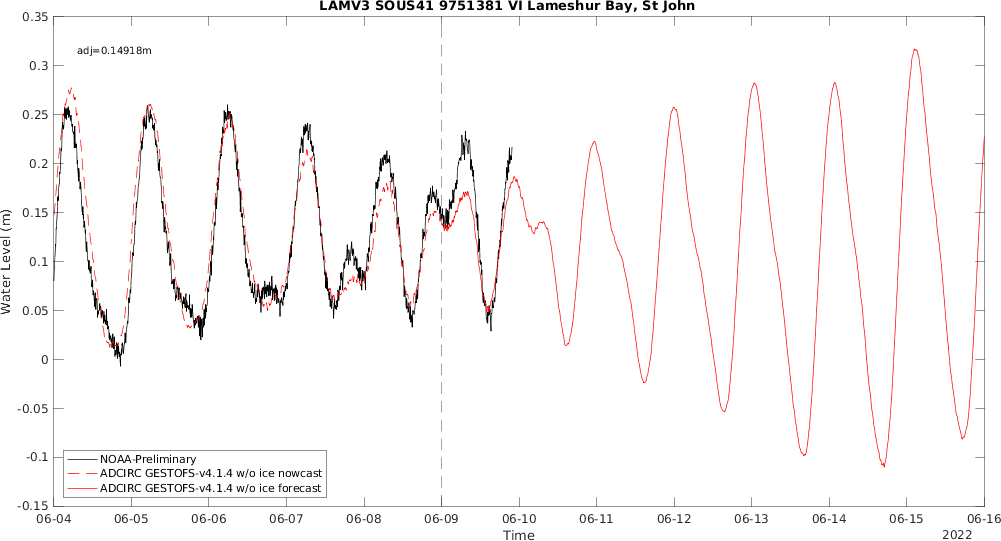 LAMV3 SOUS41 9751381 VI Lameshur Bay, St John
adj=0.14918m
0.35
0.3
0.25
0.2
0.15
0.1
0.05
0
-0.05
-0.1
-0.15
Water Level (m)
NOAA-Preliminary
ADCIRC GESTOFS-v4.1.4 w/o ice nowcast
ADCIRC GESTOFS-v4.1.4 w/o ice forecast
06-04 06-05 06-06 06-07 06-08 06-09 06-10 06-11 06-12 06-13 06-14 06-15 06-16
Time
2022